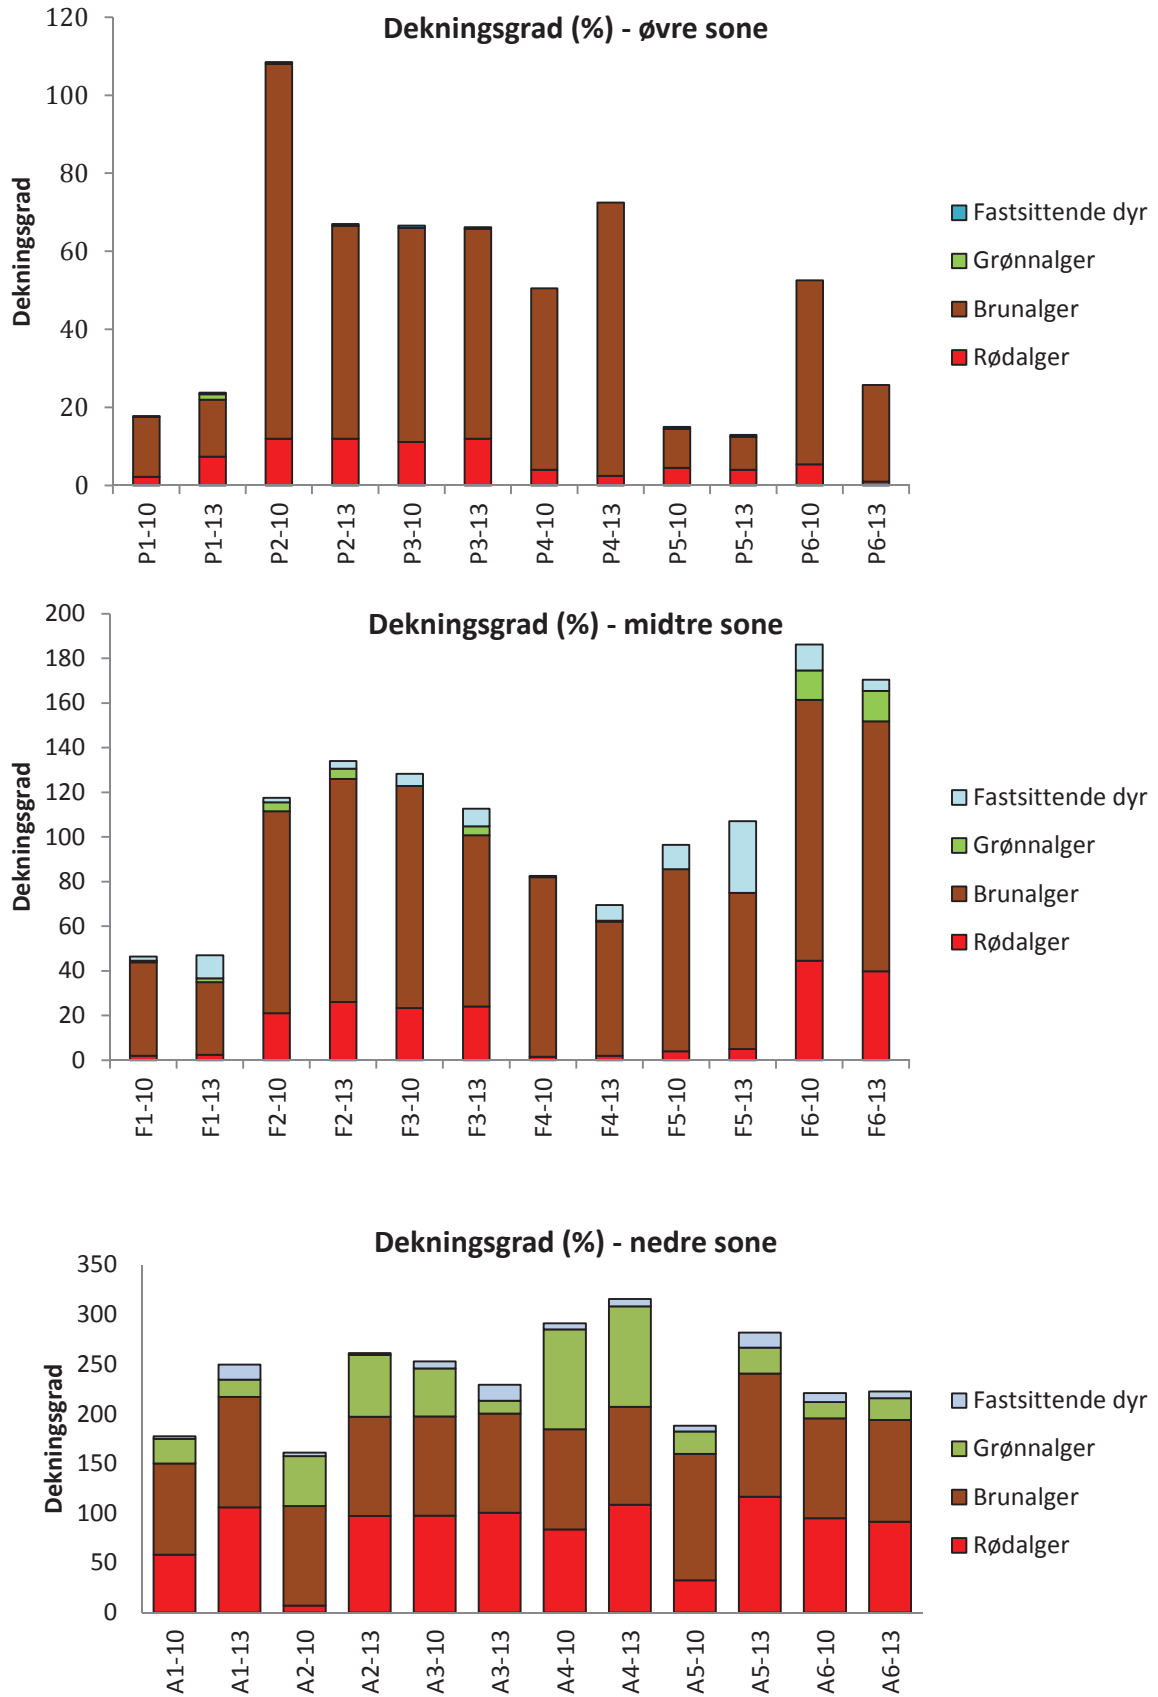 Dekningsgrad (%) - øvre sone
120
100
80
60
40
20
0
Dekningsgrad
P1-10
P1-13
P2-10
P2-13
P3-10
P3-13
P4-10
P4-13
P5-10
P5-13
P6-10
P6-13
Fastsittende dyr
Grønnalger
Brunalger
Rødalger
Dekningsgrad (%) - midtre sone
200
180
160
140
120
100
80
60
40
20
0
Dekningsgrad
F1-10
F1-13
F2-10
F2-13
F3-10
F3-13
F4-10
F4-13
F5-10
F5-13
F6-10
F6-13
Fastsittende dyr
Grønnalger
Brunalger
Rødalger
Dekningsgrad (%) - nedre sone
350
300
250
200
150
100
50
0
Dekningsgrad
A1-10
A1-13
A2-10
A2-13
A3-10
A3-13
A4-10
A4-13
A5-10
A5-13
A6-10
A6-13
Fastsittende dyr
Grønnalger
Brunalger
Rødalger